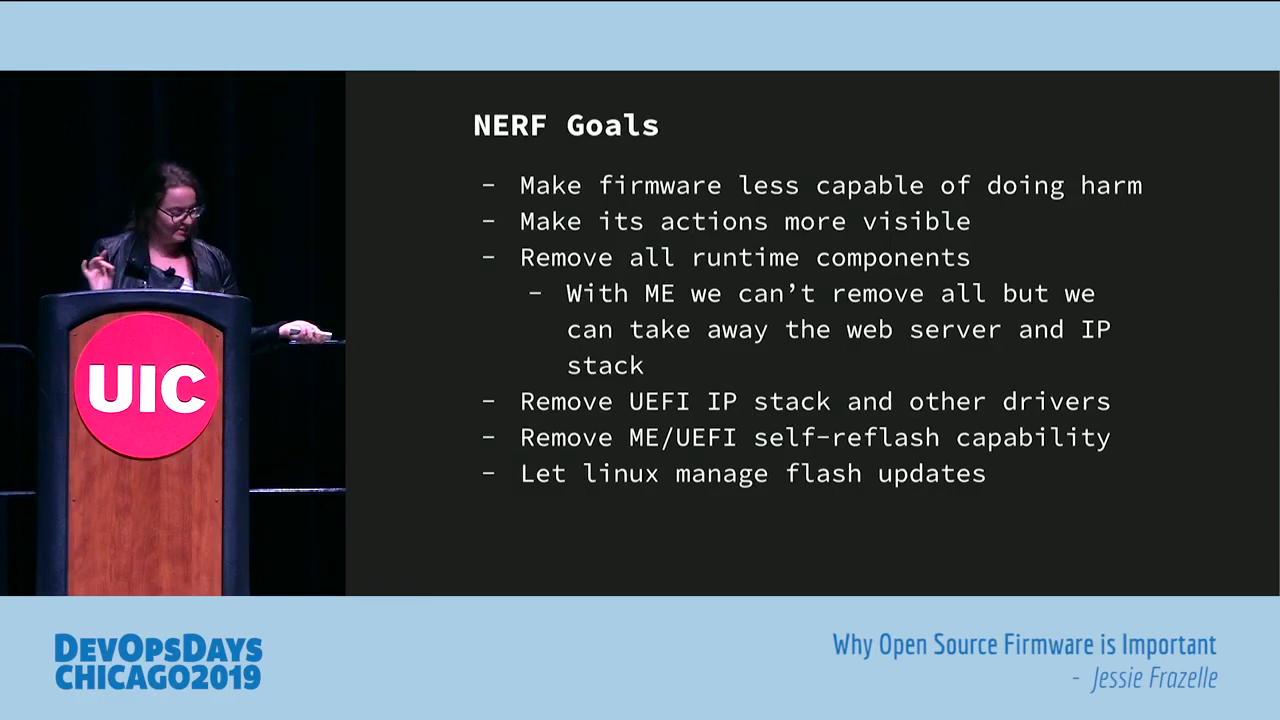 NERF Goals
- Make firmware less capable of doing harm
- Make its actions more visible
- Remove all runtime components
- With ME we can’t remove all but we
can take away the web server and IP
stack
- Remove UEFI IP stack and other drivers
- Remove ME/UEFI self-reflash capability
- Let linux manage flash updates
UIC
DEVOPSDAYS
CHICAGO2019
Why Open Source Firmware is Important
- Jessie Frazelle